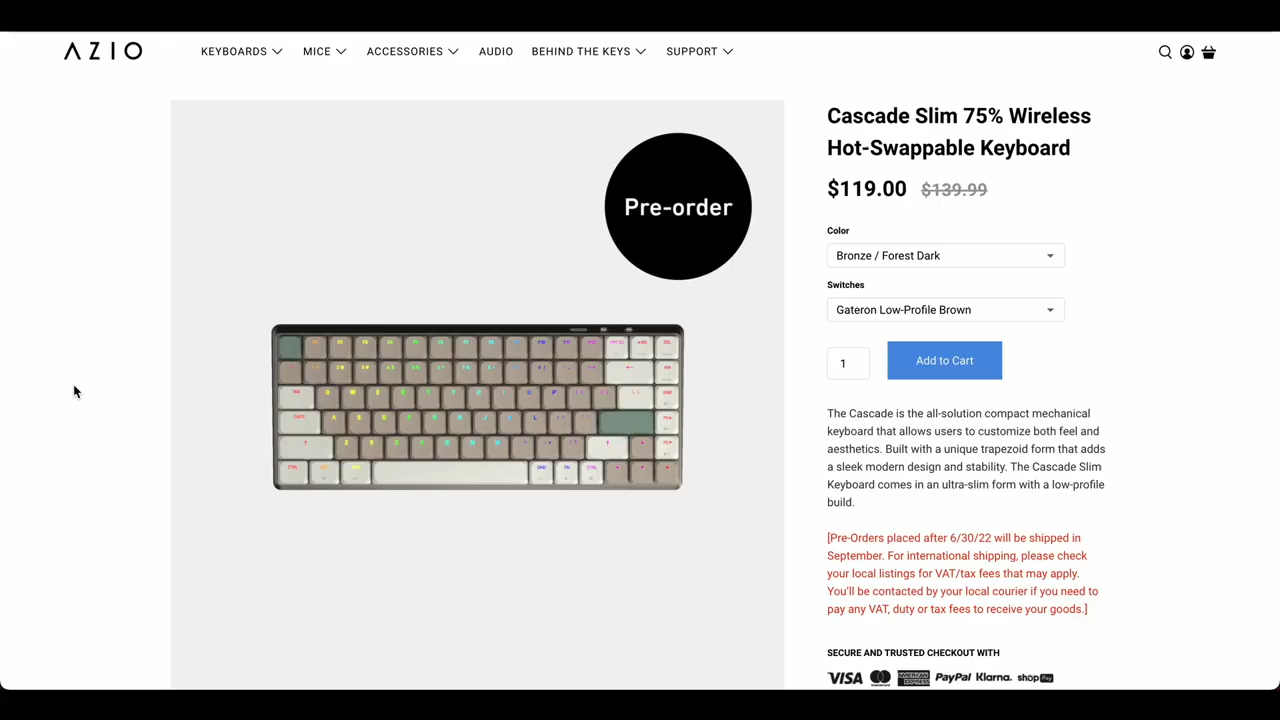 AZIO
KEYBOARDS MICE ACCESSORIES AUDIO BEHIND THE KEYS SUPPORT
Pre-order
Cascade Slim 75% Wireless
Hot-Swappable Keyboard
$119.00 $139.99
Color
Bronze / Forest Dark
Switches
Gateron Low-Profile Brown
1
Add to Cart
The Cascade is the all-solution compact mechanical
keyboard that allows users to customize both feel and
aesthetics. Built with a unique trapezoid form that adds
a sleek modern design and stability. The Cascade Slim
Keyboard comes in an ultra-slim form with a low-profile
build.
[Pre-Orders placed after 6/30/22 will be shipped in
September. For international shipping, please check
your local listings for VAT/tax fees that may apply.
You'll be contacted by your local courier if you need to
pay any VAT, duty or tax fees to receive your goods.]
SECURE AND TRUSTED CHECKOUT WITH
VISA mastercard AMERICAN EXPRESS PayPal Klarna. shop Pay